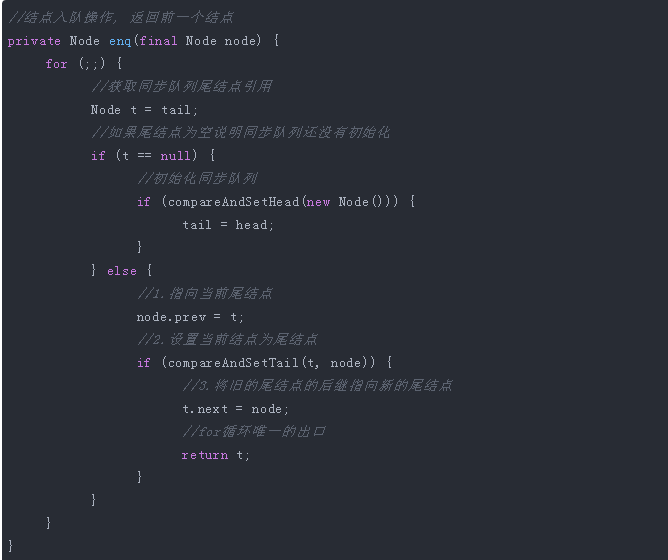 //结点入队操作, 返回前一个结点
private Node enq(final Node node) {
for (;;) {
//获取同步队列尾结点引用
Node t = tail;
//如果尾结点为空说明同步队列还没有初始化
if (t == null) {
//初始化同步队列
if (compareAndSetHead(new Node())) {
tail = head;
}
} else {
//1.指向当前尾结点
node.prev = t;
//2.设置当前结点为尾结点
if (compareAndSetTail(t, node)) {
//3.将旧的尾结点的后继指向新的尾结点
t.next = node;
//for循环唯一的出口
return t;
}
}
}
}